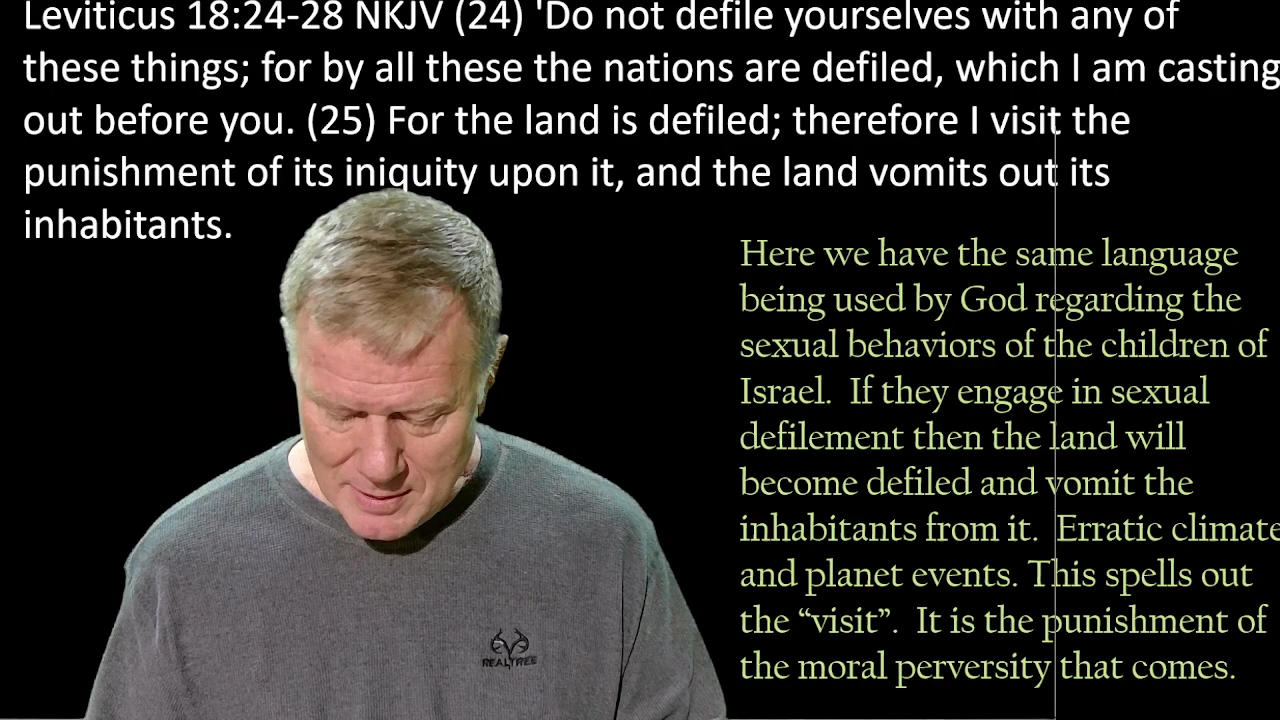 Leviticus 18:24-28 NKJV (24) 'Do not defile yourselves with any of
these things; for by all these the nations are defiled, which I am casting
out before you. (25) For the land is defiled; therefore I visit the
punishment of its iniquity upon it, and the land vomits out its
inhabitants.
Here we have the same language
being used by God regarding the
sexual behaviors of the children of
Israel.  If they engage in sexual
defilement then the land will
become defiled and vomit the
inhabitants from it.  Erratic climate
and planet events. This spells out
the “visit”.  It is the punishment of
the moral perversity that comes.
REALTREE